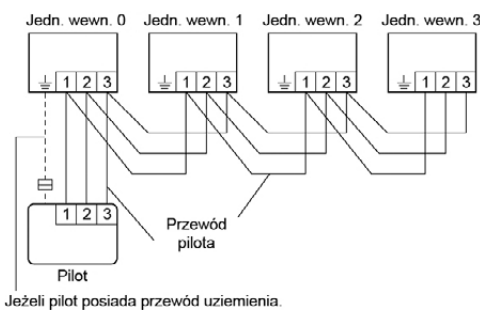 Jedn. wewn. 0 Jedn. wewn. 1 Jedn. wewn. 2 Jedn. wewn. 3
1 2 3 1 2 3 1 2 3 1 2 3
1 2 3
Przewód
pilota
Pilot
Jeżeli pilot posiada przewód uziemienia.